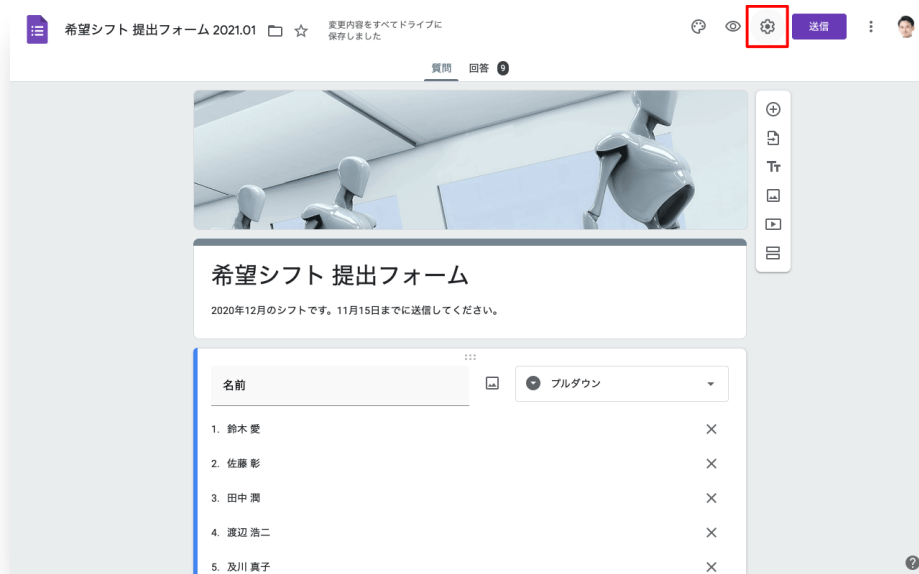 希望シフト 提出フォーム 2021.01
変更内容をすべてドライブに
保存しました
送信
質問 回答 9
Tт
希望シフト 提出フォーム
2020年12月のシフトです。11月15日までに送信してください。
名前
プルダウン
1. 鈴木 愛
2. 佐藤 彰
3. 田中 潤
4. 渡辺 浩二
5. 及川 真子